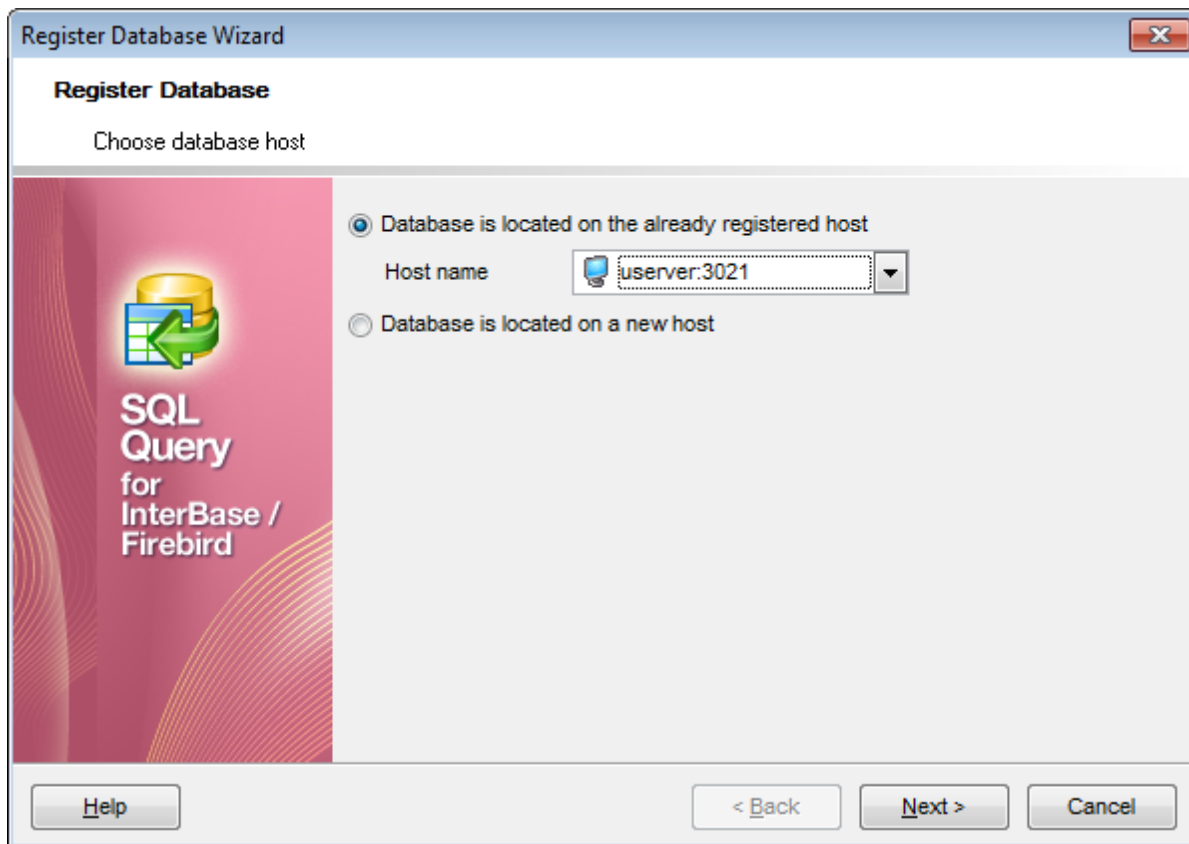 Register Database Wizard
Register Database
Choose database host
Database is located on the already registered host
Host name userver:3021
Database is located on a new host
SQL
Query
for
InterBase /
Firebird
Help < Back Next > Cancel